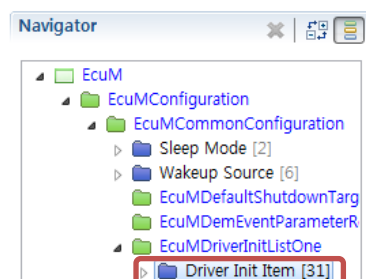 Navigator
EcuM
EcuMConfiguration
EcuMCommonConfiguration
Sleep Mode [2]
Wakeup Source [6]
EcuMDefaultShutdownTarg
EcuMDemEventParameterR
EcuMDriverInitListOne
Driver Init Item [31]